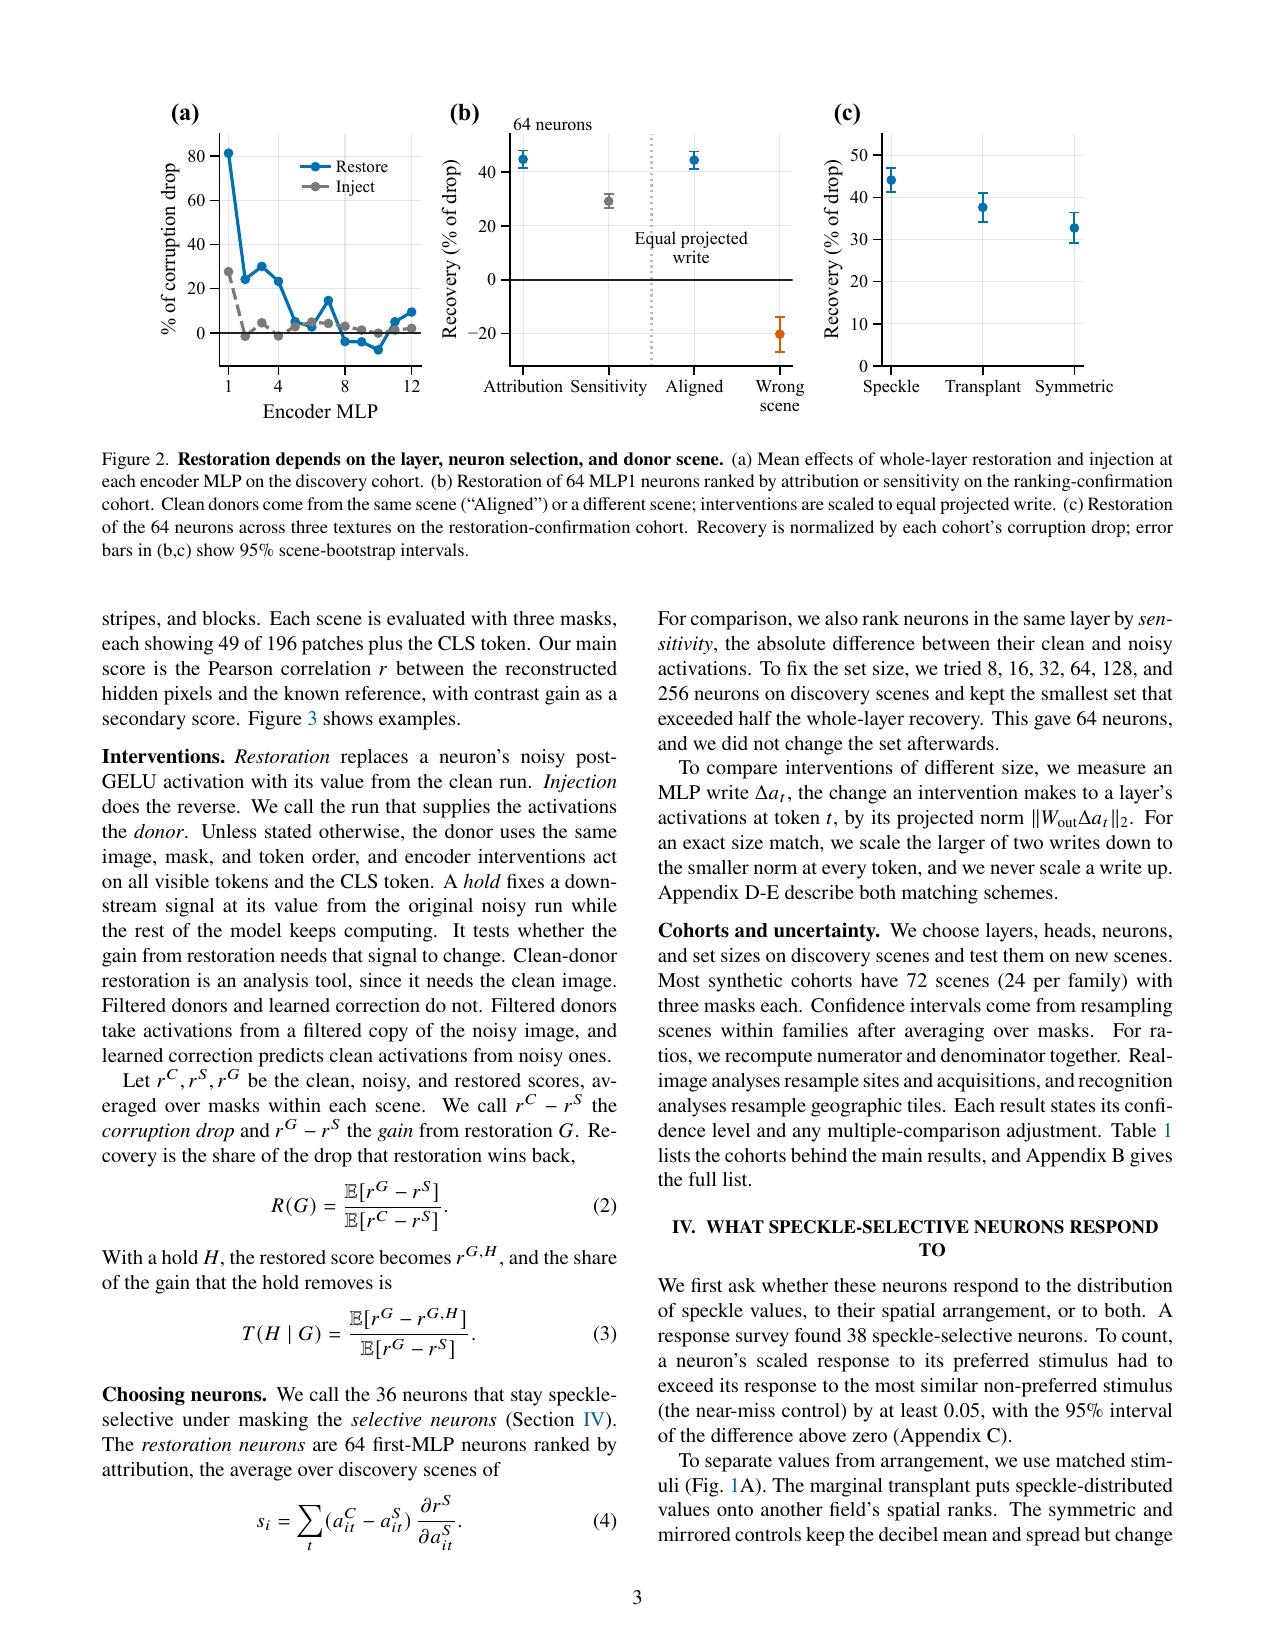 (a)
% of corruption drop
80
60
40
20
0
Restore
Inject
1 4 8 12
Encoder MLP
(b)
64 neurons
Recovery (% of drop)
40
20
0
−20
Equal projected
write
Attribution Sensitivity Aligned Wrong
scene
(c)
Recovery (% of drop)
50
40
30
20
10
0
Speckle Transplant Symmetric
Figure 2. Restoration depends on the layer, neuron selection, and donor scene. (a) Mean effects of whole-layer restoration and injection at
each encoder MLP on the discovery cohort. (b) Restoration of 64 MLP1 neurons ranked by attribution or sensitivity on the ranking-confirmation
cohort. Clean donors come from the same scene (“Aligned”) or a different scene; interventions are scaled to equal projected write. (c) Restoration
of the 64 neurons across three textures on the restoration-confirmation cohort. Recovery is normalized by each cohort’s corruption drop; error
bars in (b,c) show 95% scene-bootstrap intervals.
stripes, and blocks. Each scene is evaluated with three masks,
each showing 49 of 196 patches plus the CLS token. Our main
score is the Pearson correlation r between the reconstructed
hidden pixels and the known reference, with contrast gain as a
secondary score. Figure 3 shows examples.
Interventions. Restoration replaces a neuron’s noisy post-
GELU activation with its value from the clean run. Injection
does the reverse. We call the run that supplies the activations
the donor. Unless stated otherwise, the donor uses the same
image, mask, and token order, and encoder interventions act
on all visible tokens and the CLS token. A hold fixes a down-
stream signal at its value from the original noisy run while
the rest of the model keeps computing. It tests whether the
gain from restoration needs that signal to change. Clean-donor
restoration is an analysis tool, since it needs the clean image.
Filtered donors and learned correction do not. Filtered donors
take activations from a filtered copy of the noisy image, and
learned correction predicts clean activations from noisy ones.
Let r^C, r^S, r^G be the clean, noisy, and restored scores, av-
eraged over masks within each scene. We call r^C − r^S the
corruption drop and r^G − r^S the gain from restoration G. Re-
covery is the share of the drop that restoration wins back,
R(G) = 𝔼[r^G − r^S] / 𝔼[r^C − r^S]. (2)
With a hold H, the restored score becomes r^{G,H}, and the share
of the gain that the hold removes is
T(H | G) = 𝔼[r^G − r^{G,H}] / 𝔼[r^G − r^S]. (3)
Choosing neurons. We call the 36 neurons that stay speckle-
selective under masking the selective neurons (Section IV).
The restoration neurons are 64 first-MLP neurons ranked by
attribution, the average over discovery scenes of
s_i = ∑_t (a^C_{it} − a^S_{it}) ∂r^S / ∂a^S_{it}. (4)
For comparison, we also rank neurons in the same layer by sen-
sitivity, the absolute difference between their clean and noisy
activations. To fix the set size, we tried 8, 16, 32, 64, 128, and
256 neurons on discovery scenes and kept the smallest set that
exceeded half the whole-layer recovery. This gave 64 neurons,
and we did not change the set afterwards.
To compare interventions of different size, we measure an
MLP write Δa_t, the change an intervention makes to a layer’s
activations at token t, by its projected norm ‖W_out Δa_t‖_2. For
an exact size match, we scale the larger of two writes down to
the smaller norm at every token, and we never scale a write up.
Appendix D-E describe both matching schemes.
Cohorts and uncertainty. We choose layers, heads, neurons,
and set sizes on discovery scenes and test them on new scenes.
Most synthetic cohorts have 72 scenes (24 per family) with
three masks each. Confidence intervals come from resampling
scenes within families after averaging over masks. For ra-
tios, we recompute numerator and denominator together. Real-
image analyses resample sites and acquisitions, and recognition
analyses resample geographic tiles. Each result states its confi-
dence level and any multiple-comparison adjustment. Table 1
lists the cohorts behind the main results, and Appendix B gives
the full list.
IV. WHAT SPECKLE-SELECTIVE NEURONS RESPOND
TO
We first ask whether these neurons respond to the distribution
of speckle values, to their spatial arrangement, or to both. A
response survey found 38 speckle-selective neurons. To count,
a neuron’s scaled response to its preferred stimulus had to
exceed its response to the most similar non-preferred stimulus
(the near-miss control) by at least 0.05, with the 95% interval
of the difference above zero (Appendix C).
To separate values from arrangement, we use matched stim-
uli (Fig. 1A). The marginal transplant puts speckle-distributed
values onto another field’s spatial ranks. The symmetric and
mirrored controls keep the decibel mean and spread but change
3